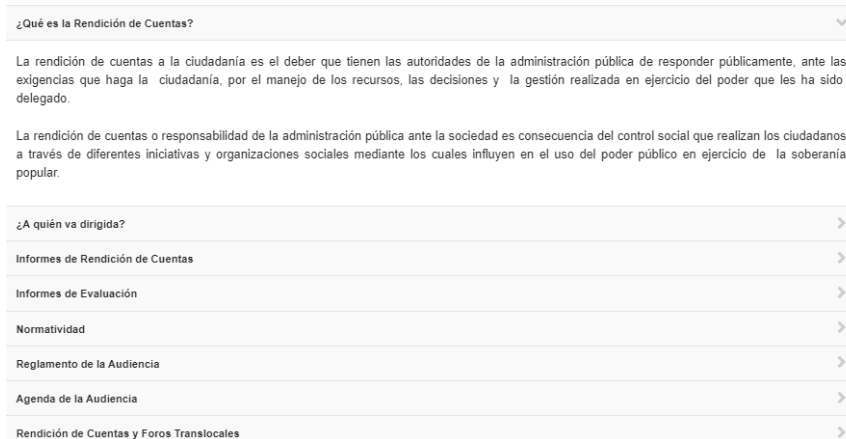 ¿Qué es la Rendición de Cuentas?
La rendición de cuentas a la ciudadanía es el deber que tienen las autoridades de la administración pública de responder públicamente, ante las
exigencias que haga la ciudadanía, por el manejo de los recursos, las decisiones y la gestión realizada en ejercicio del poder que les ha sido
delegado.
La rendición de cuentas o responsabilidad de la administración pública ante la sociedad es consecuencia del control social que realizan los ciudadanos
a través de diferentes iniciativas y organizaciones sociales mediante los cuales influyen en el uso del poder público en ejercicio de la soberanía
popular.
¿A quién va dirigida?
Informes de Rendición de Cuentas
Informes de Evaluación
Normatividad
Reglamento de la Audiencia
Agenda de la Audiencia
Rendición de Cuentas y Foros Translocales